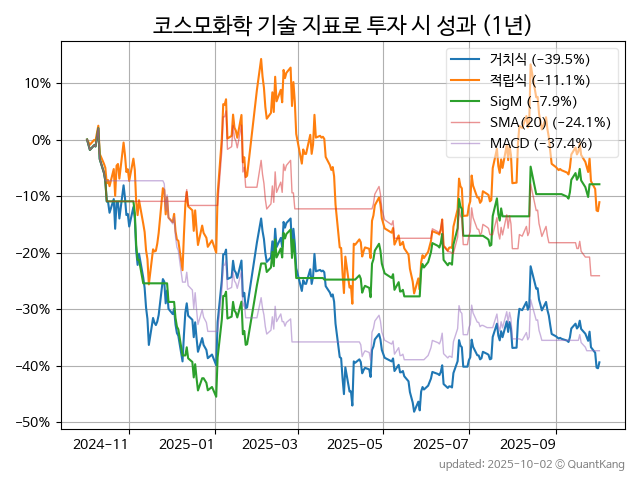 코스모화학 기술 지표로 투자 시 성과 (1년)
거치식 (−39.5%)
적립식 (−11.1%)
SigM (−7.9%)
SMA(20) (−24.1%)
MACD (−37.4%)
10%
0%
−10%
−20%
−30%
−40%
−50%
2024-11 2025-01 2025-03 2025-05 2025-07 2025-09
updated: 2025-10-02 © QuantKang